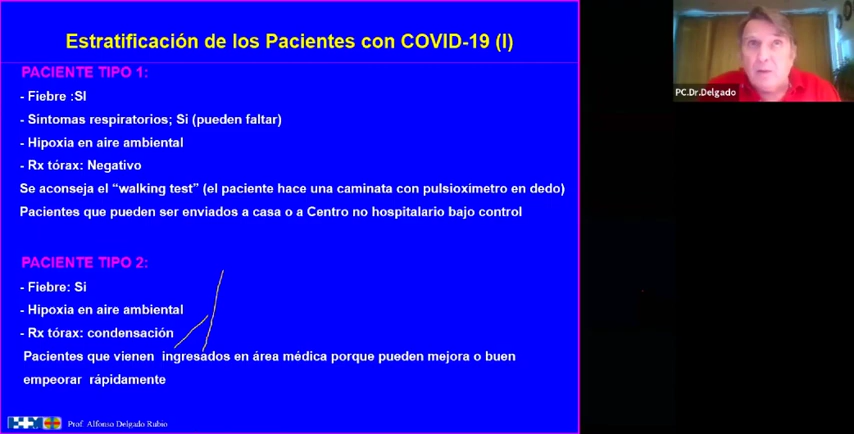 Estratificación de los Pacientes con COVID-19 (I)
PACIENTE TIPO 1:
- Fiebre :SI
- Síntomas respiratorios; Si (pueden faltar)
- Hipoxia en aire ambiental
- Rx tórax: Negativo
Se aconseja el “walking test” (el paciente hace una caminata con pulsioxímetro en dedo)
Pacientes que pueden ser enviados a casa o a Centro no hospitalario bajo control
PACIENTE TIPO 2:
- Fiebre: Si
- Hipoxia en aire ambiental
- Rx tórax: condensación
Pacientes que vienen ingresados en área médica porque pueden mejora o buen
empeorar rápidamente
Prof. Alfonso Delgado Rubio
PC.Dr.Delgado